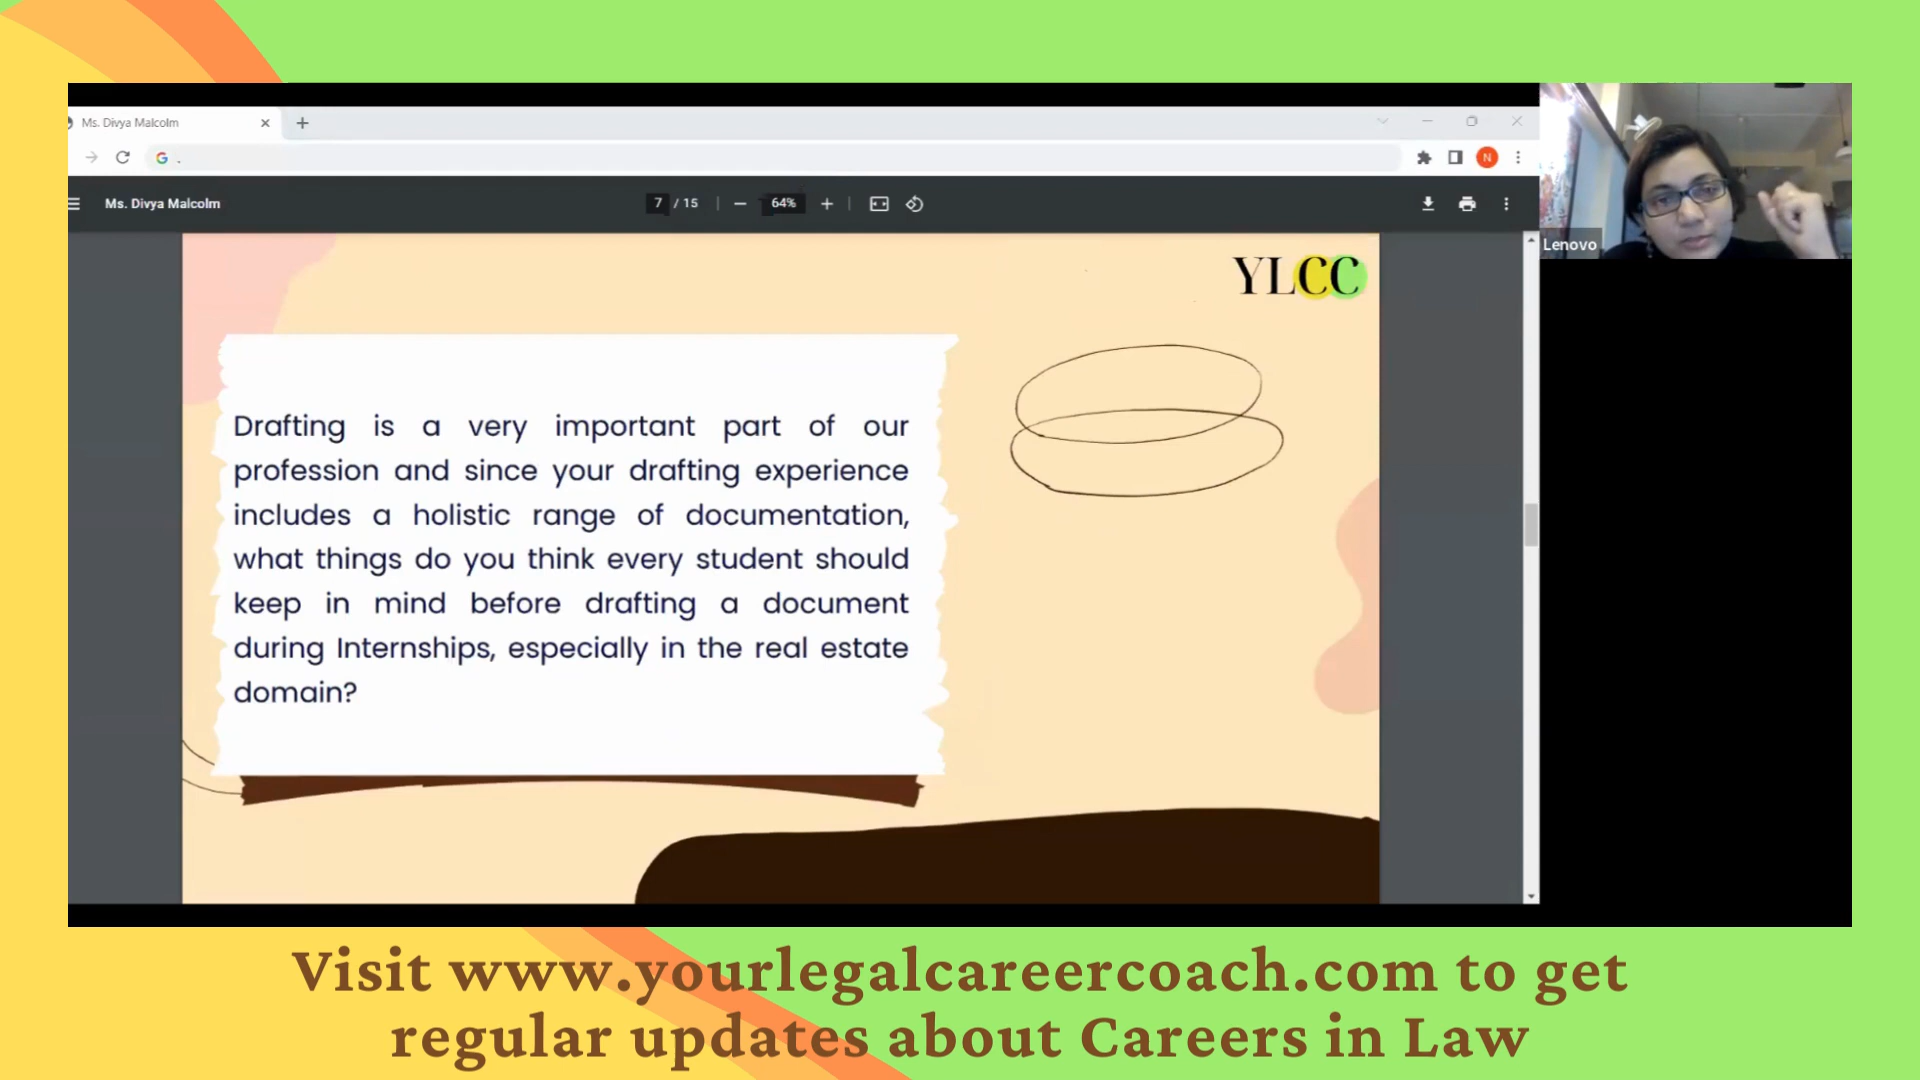 Ms. Divya Malcolm
N
Ms. Divya Malcolm
7 / 15
64%
Lenovo
YLCC
Drafting is a very important part of our
profession and since your drafting experience
includes a holistic range of documentation,
what things do you think every student should
keep in mind before drafting a document
during Internships, especially in the real estate
domain?
Visit www.yourlegalcareercoach.com to get
regular updates about Careers in Law